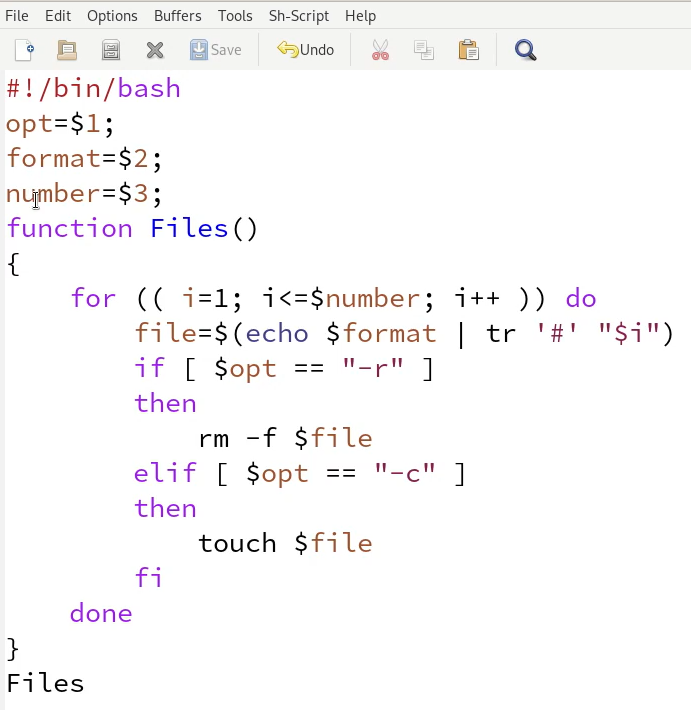 File Edit Options Buffers Tools Sh-Script Help
Save Undo
#!/bin/bash
opt=$1;
format=$2;
number=$3;
function Files()
{
    for (( i=1; i<=$number; i++ )) do
        file=$(echo $format | tr '#' "$i")
        if [ $opt == "-r" ]
        then
            rm -f $file
        elif [ $opt == "-c" ]
        then
            touch $file
        fi
    done
}
Files